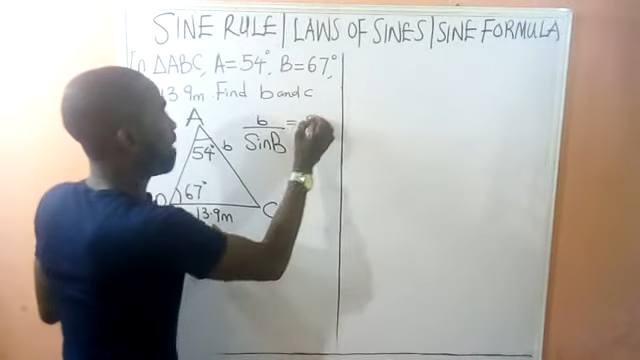 SINE RULE | LAWS OF SINES | SINE FORMULA
In △ABC, A=54°, B=67°,
13.9m. Find b and c
A
b/SinB =
54° b
67°
13.9m C